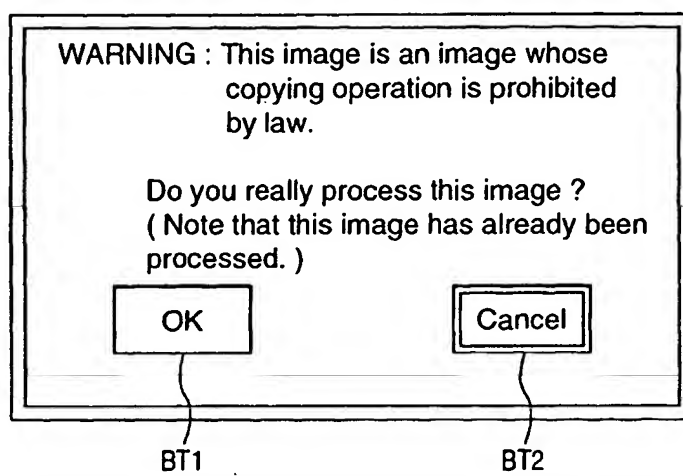 WARNING : This image is an image whose
copying operation is prohibited
by law.
Do you really process this image ?
( Note that this image has already been
processed. )
OK Cancel
BT1 BT2